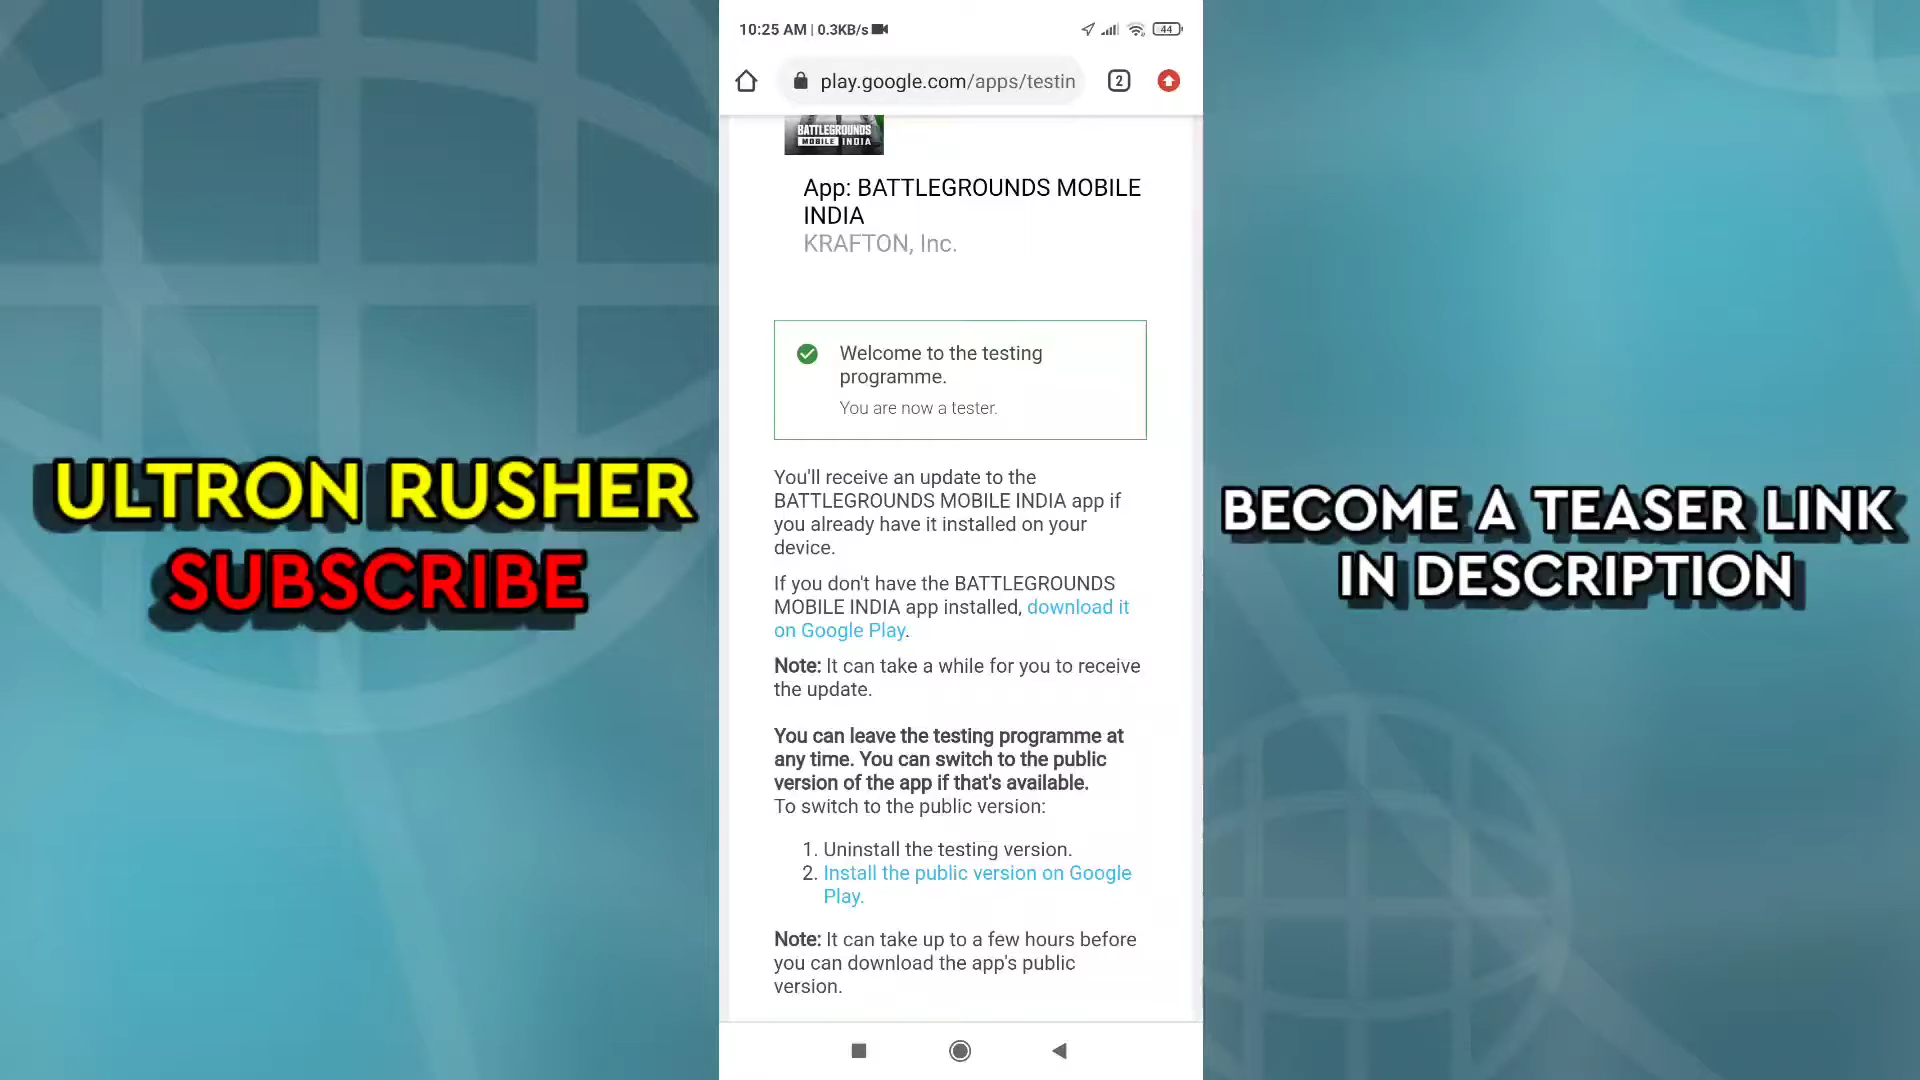 10:25 AM | 0.3KB/s
44
play.google.com/apps/testin
2
BATTLEGROUNDS
MOBILE INDIA
App: BATTLEGROUNDS MOBILE
INDIA
KRAFTON, Inc.
Welcome to the testing
programme.
You are now a tester.
You'll receive an update to the
BATTLEGROUNDS MOBILE INDIA app if
you already have it installed on your
device.
If you don't have the BATTLEGROUNDS
MOBILE INDIA app installed, download it
on Google Play.
Note: It can take a while for you to receive
the update.
You can leave the testing programme at
any time. You can switch to the public
version of the app if that's available.
To switch to the public version:
1. Uninstall the testing version.
2. Install the public version on Google
Play.
Note: It can take up to a few hours before
you can download the app's public
version.
ULTRON RUSHER
SUBSCRIBE
BECOME A TEASER LINK
IN DESCRIPTION